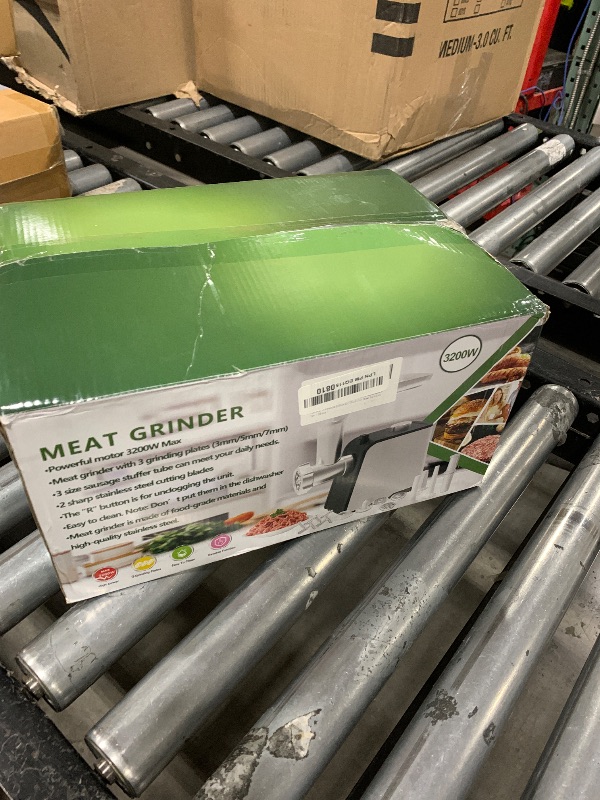 MEDIUM-3.0 CU. FT.
3200W
MEAT GRINDER
•Powerful motor 3200W Max
•Meat grinder with 3 grinding plates (3mm/5mm/7mm)
•3 size sausage stuffer tube can meet your daily needs.
•2 sharp stainless steel cutting blades
•The "R" button is for unclogging the unit.
•Easy to clean. Note: Don't put them in the dishwasher
•Meat grinder is made of food-grade materials and
high-quality stainless steel.